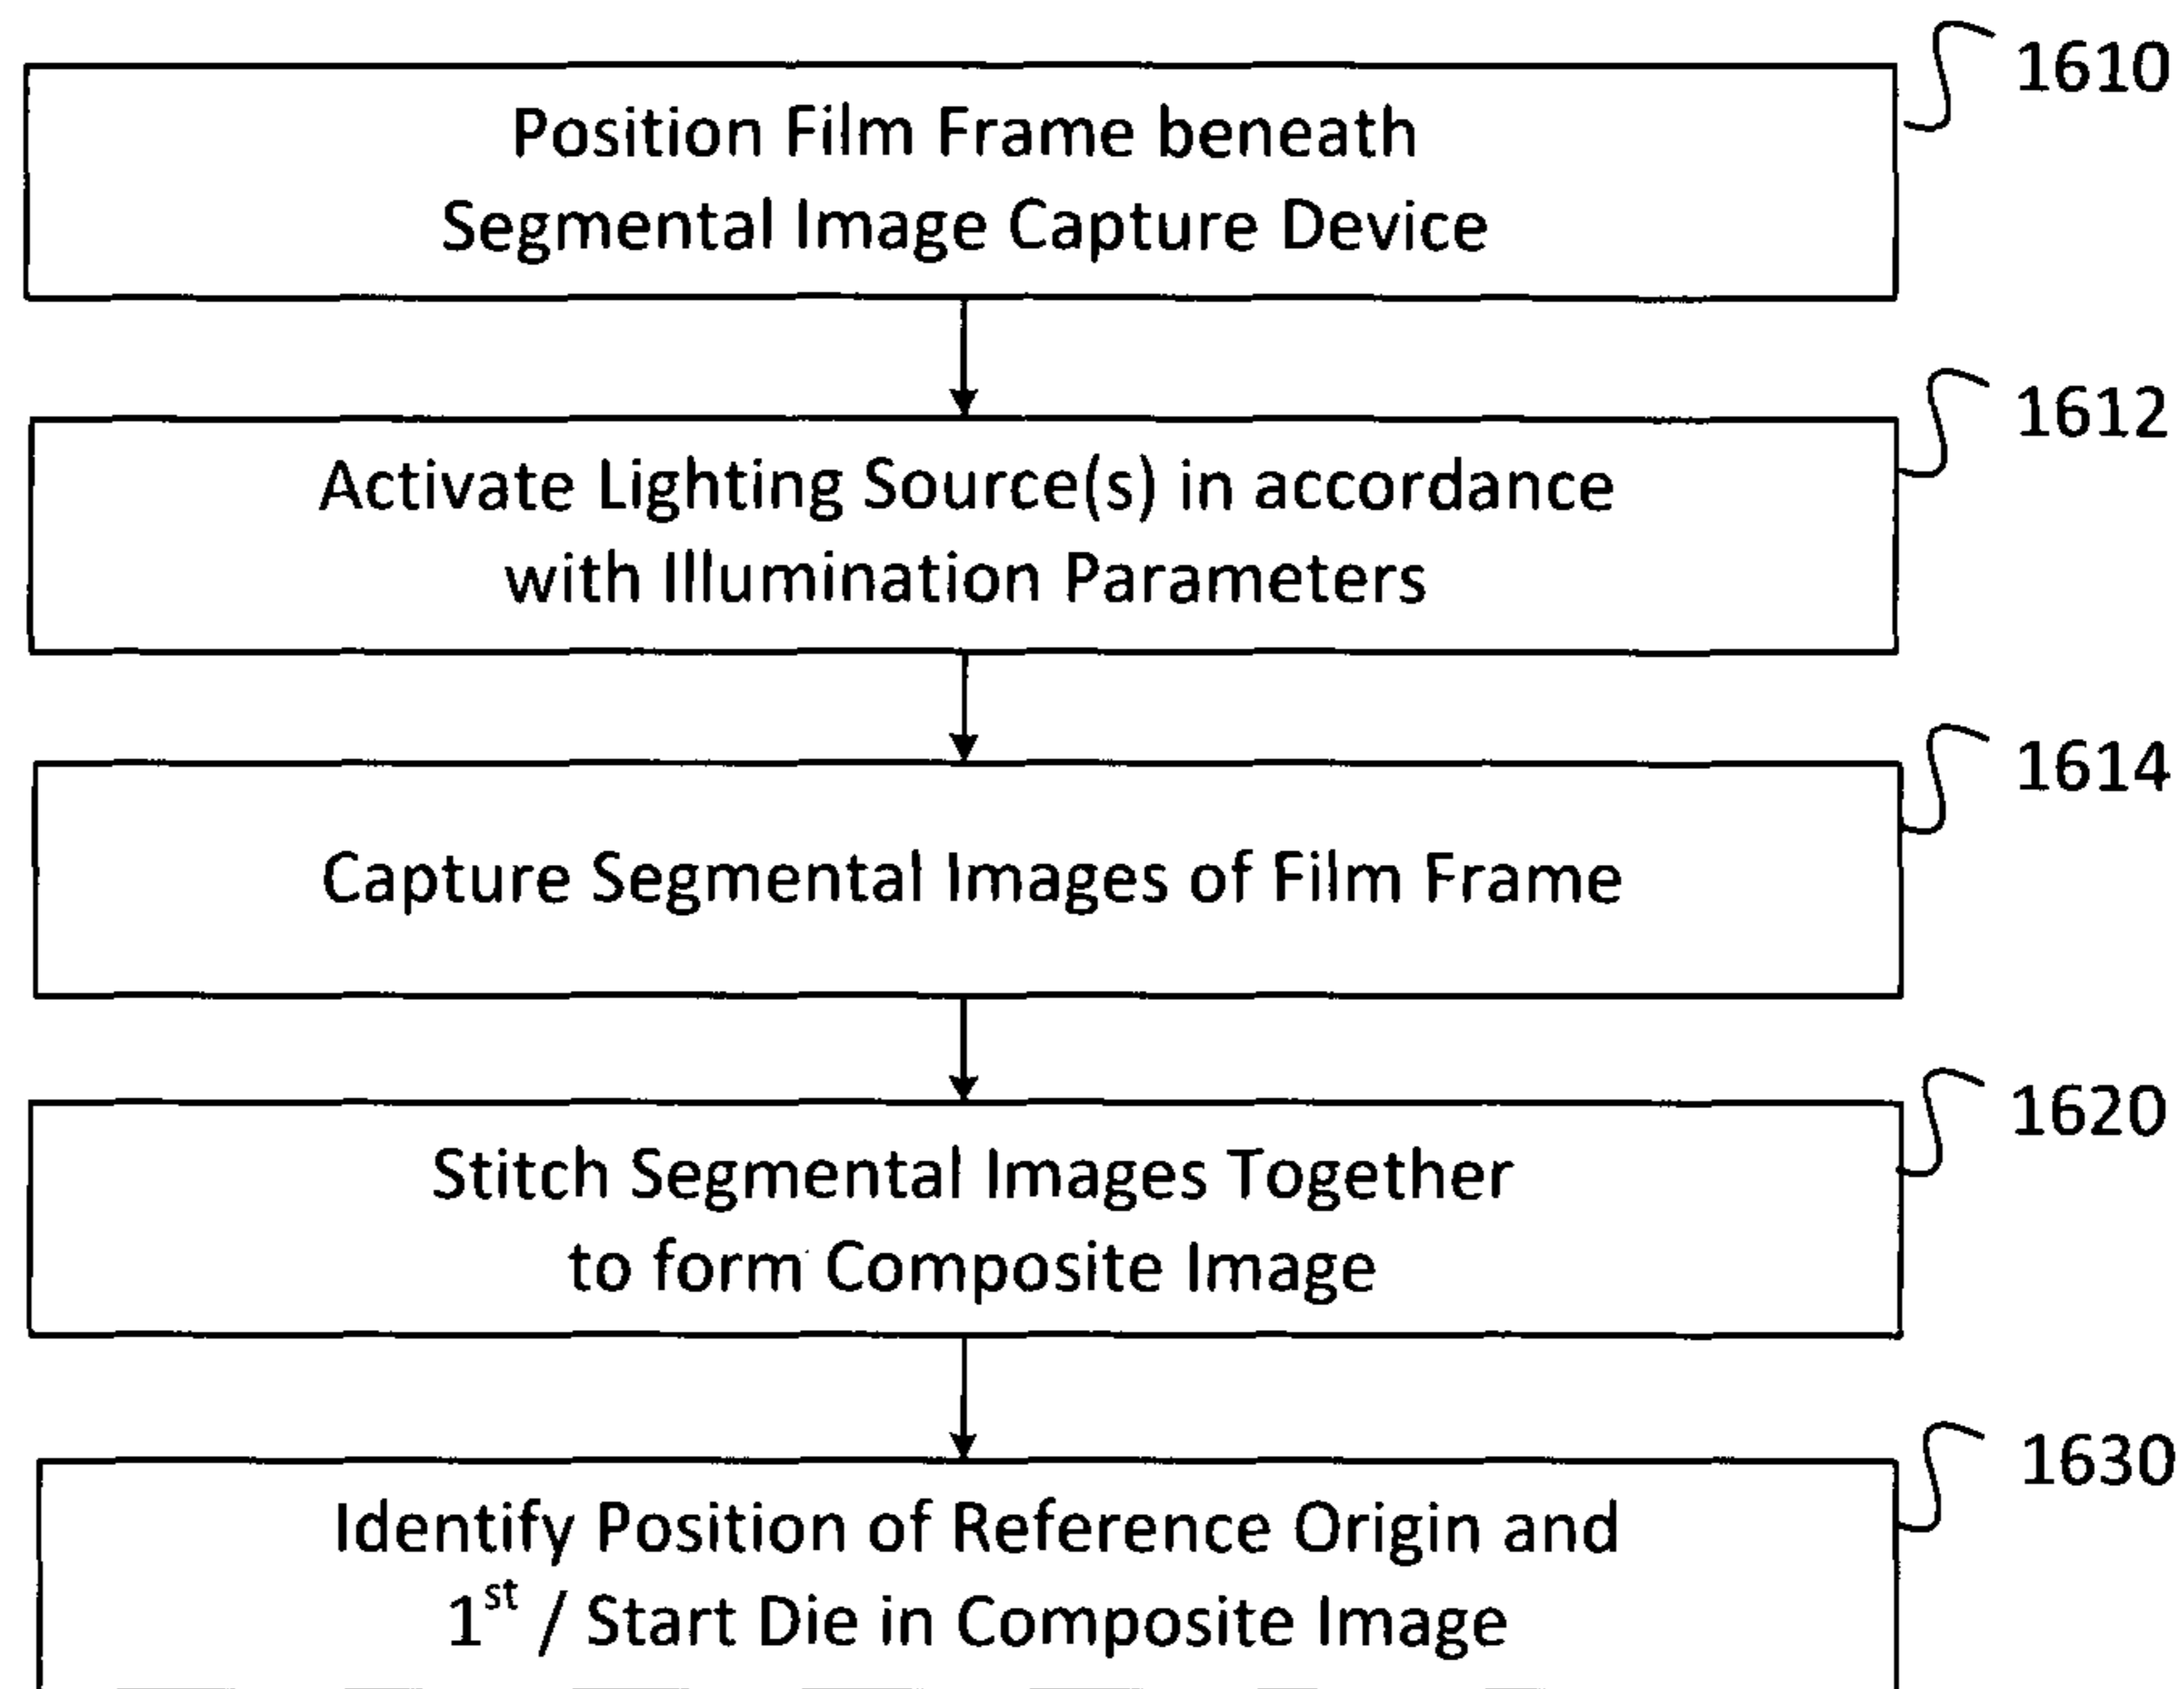 1610
Position Film Frame beneath
Segmental Image Capture Device
1612
Activate Lighting Source(s) in accordance
with Illumination Parameters
1614
Capture Segmental Images of Film Frame
1620
Stitch Segmental Images Together
to form Composite Image
1630
Identify Position of Reference Origin and
1st / Start Die in Composite Image